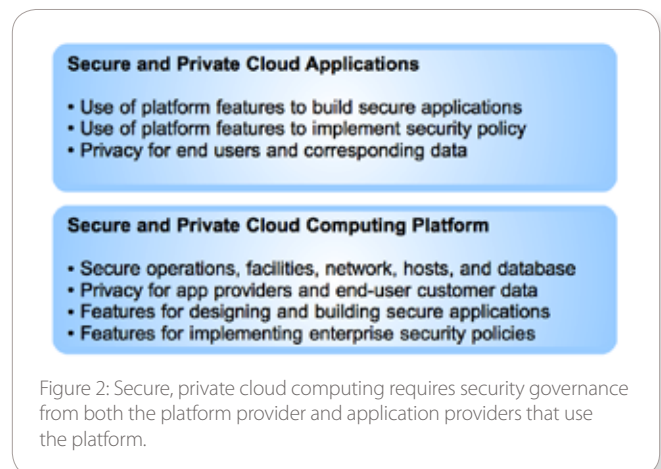 Secure and Private Cloud Applications
• Use of platform features to build secure applications
• Use of platform features to implement security policy
• Privacy for end users and corresponding data
Secure and Private Cloud Computing Platform
• Secure operations, facilities, network, hosts, and database
• Privacy for app providers and end-user customer data
• Features for designing and building secure applications
• Features for implementing enterprise security policies
Figure 2: Secure, private cloud computing requires security governance
from both the platform provider and application providers that use
the platform.